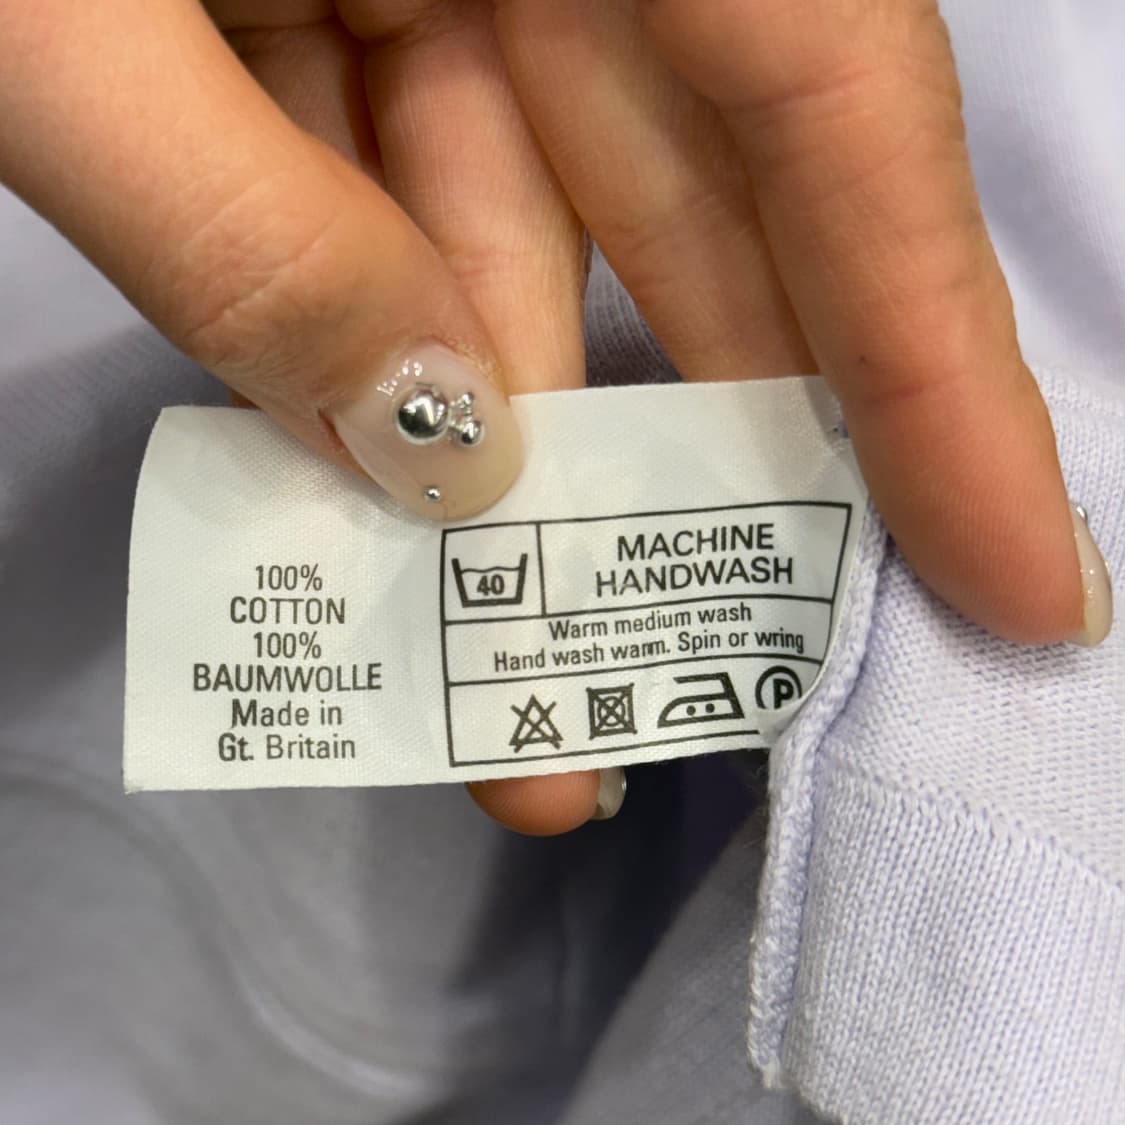 100%
COTTON
100%
BAUMWOLLE
Made in
Gt. Britain
40
MACHINE
HANDWASH
Warm medium wash
Hand wash warm. Spin or wring
P